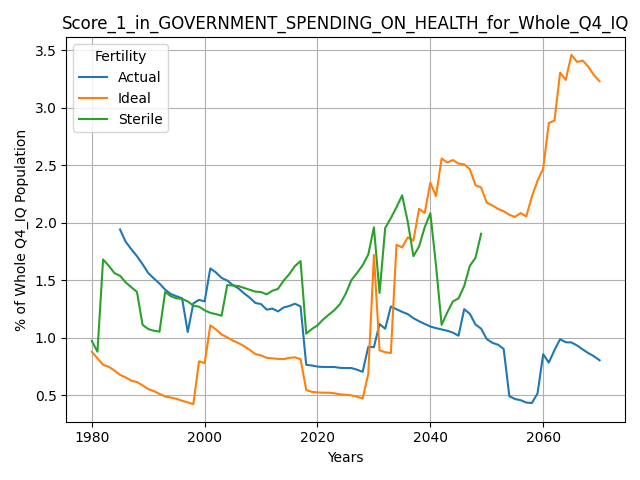 Score_1_in_GOVERNMENT_SPENDING_ON_HEALTH_for_Whole_Q4_IQ
Fertility
Actual
Ideal
Sterile
% of Whole Q4_IQ Population
3.5
3.0
2.5
2.0
1.5
1.0
0.5
1980 2000 2020 2040 2060
Years